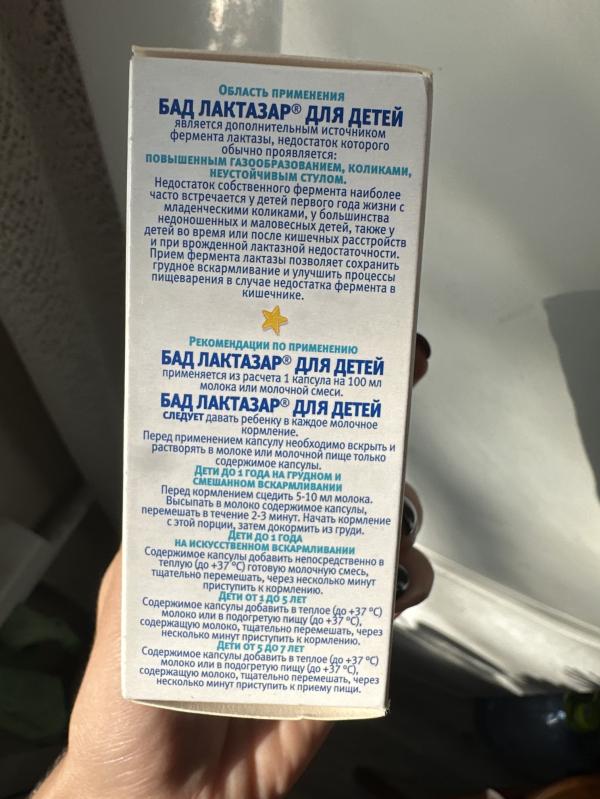 Область применения
БАД ЛАКТАЗАР® ДЛЯ ДЕТЕЙ
является дополнительным источником
фермента лактазы, недостаток которого
обычно проявляется:
повышенным газообразованием, коликами,
неустойчивым стулом.
Недостаток собственного фермента наиболее
часто встречается у детей первого года жизни с
младенческими коликами, у большинства
недоношенных и маловесных детей, также у
детей во время или после кишечных расстройств
и при врожденной лактазной недостаточности.
Прием фермента лактазы позволяет сохранить
грудное вскармливание и улучшить процессы
пищеварения в случае недостатка фермента в
кишечнике.
Рекомендации по применению
БАД ЛАКТАЗАР® ДЛЯ ДЕТЕЙ
применяется из расчета 1 капсула на 100 мл
молока или молочной смеси.
БАД ЛАКТАЗАР® ДЛЯ ДЕТЕЙ
следует давать ребенку в каждое молочное
кормление.
Перед применением капсулу необходимо вскрыть и
растворять в молоке или молочной пище только
содержимое капсулы.
Дети до 1 года на грудном и
смешанном вскармливании
Перед кормлением сцедить 5-10 мл молока.
Высыпать в молоко содержимое капсулы,
перемешать в течение 2-3 минут. Начать кормление
с этой порции, затем докормить из груди.
Дети до 1 года
на искусственном вскармливании
Содержимое капсулы добавить непосредственно в
теплую (до +37 °С) готовую молочную смесь,
тщательно перемешать, через несколько минут
приступить к кормлению.
Дети от 1 до 5 лет
Содержимое капсулы добавить в теплое (до +37 °С)
молоко или в подогретую пищу (до +37 °С),
содержащую молоко, тщательно перемешать, через
несколько минут приступить к кормлению.
Дети от 5 до 7 лет
Содержимое капсулы добавить в теплое (до +37 °С)
молоко или в подогретую пищу (до +37 °С),
содержащую молоко, тщательно перемешать, через
несколько минут приступить к приему пищи.